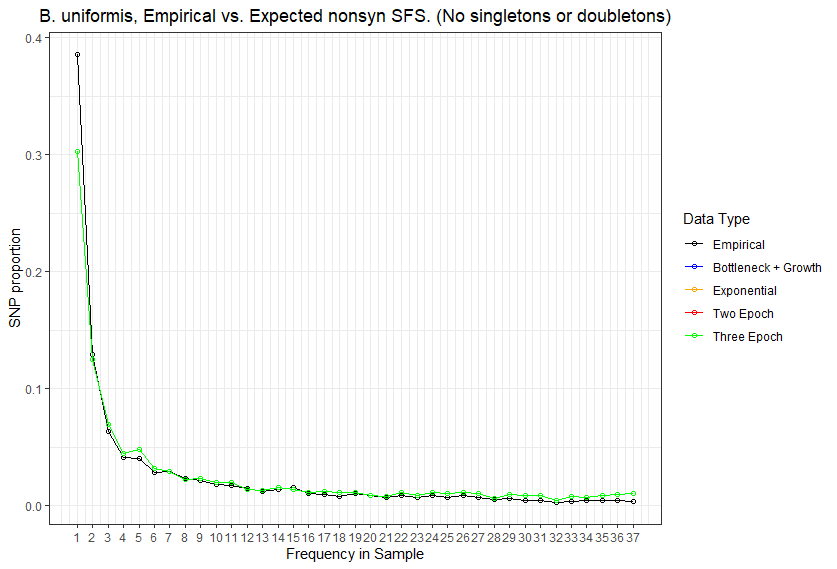 B. uniformis, Empirical vs. Expected nonsyn SFS. (No singletons or doubletons)
0.4
0.3
0.2
0.1
0.0
SNP proportion
1 2 3 4 5 6 7 8 9 10 11 12 13 14 15 16 17 18 19 20 21 22 23 24 25 26 27 28 29 30 31 32 33 34 35 36 37
Frequency in Sample
Data Type
Empirical
Bottleneck + Growth
Exponential
Two Epoch
Three Epoch